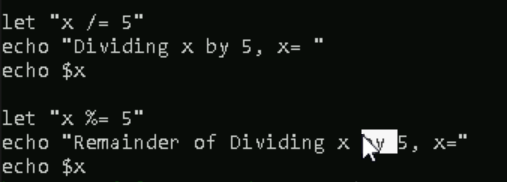 let "x /= 5"
echo "Dividing x by 5, x= "
echo $x
let "x %= 5"
echo "Remainder of Dividing x by 5, x="
echo $x